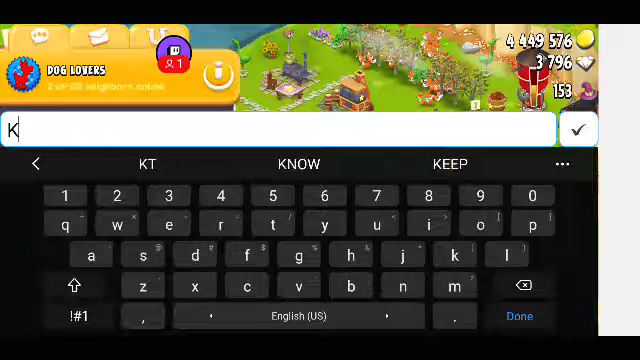 4 449 576
3 796
153
1
DOG LOVERS
K
KT KNOW KEEP
1 2 3 4 5 6 7 8 9 0
q w e r t y u i o p
a s d f g h j k l
z x c v b n m
!#1 , English (US) . Done